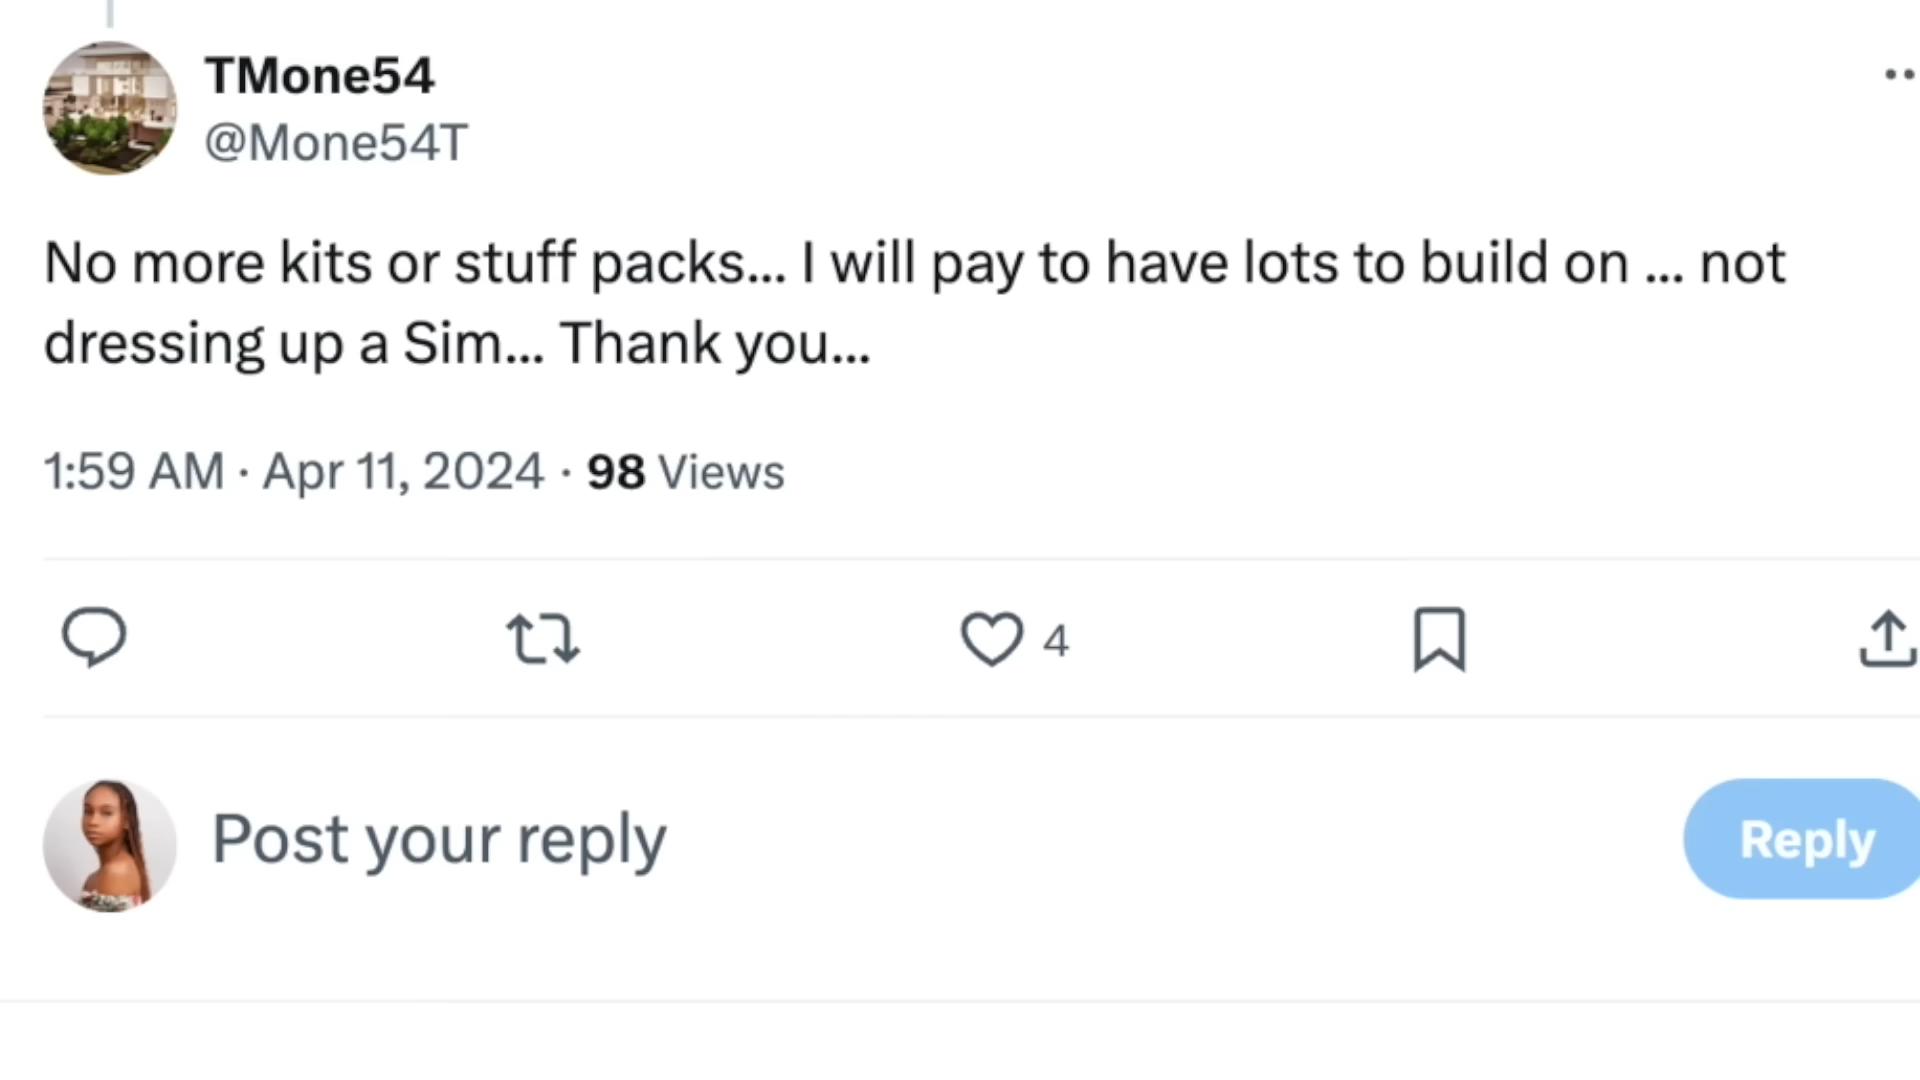 TMone54
@Mone54T
No more kits or stuff packs... I will pay to have lots to build on ... not
dressing up a Sim... Thank you...
1:59 AM · Apr 11, 2024 · 98 Views
4
Post your reply
Reply